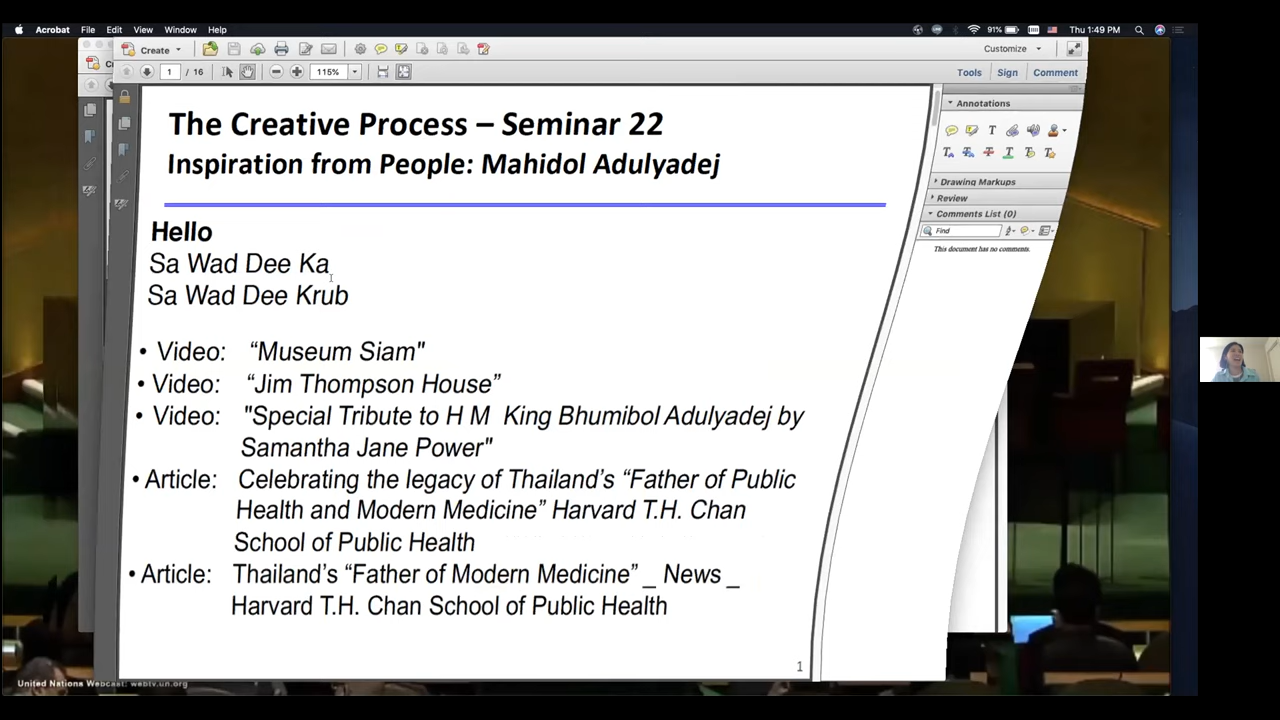 Acrobat File Edit View Window Help 91% Thu 1:49 PM
Create Customize
1 / 16 115% Tools Sign Comment
The Creative Process – Seminar 22
Inspiration from People: Mahidol Adulyadej
Hello
Sa Wad Dee Ka
Sa Wad Dee Krub
• Video: “Museum Siam"
• Video: “Jim Thompson House”
• Video: "Special Tribute to H M King Bhumibol Adulyadej by
Samantha Jane Power"
• Article: Celebrating the legacy of Thailand’s “Father of Public
Health and Modern Medicine” Harvard T.H. Chan
School of Public Health
• Article: Thailand’s “Father of Modern Medicine” _ News _
Harvard T.H. Chan School of Public Health
1
Annotations
Drawing Markups
Review
Comments List (0)
Find
This document has no comments.
United Nations Webcast: webtv.un.org